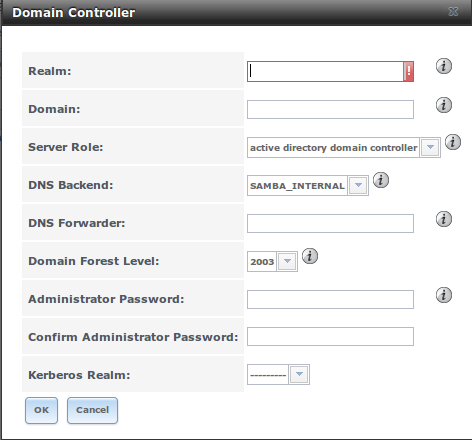 Domain Controller
Realm:
Domain:
Server Role: active directory domain controller
DNS Backend: SAMBA_INTERNAL
DNS Forwarder:
Domain Forest Level: 2003
Administrator Password:
Confirm Administrator Password:
Kerberos Realm: ---------
OK Cancel